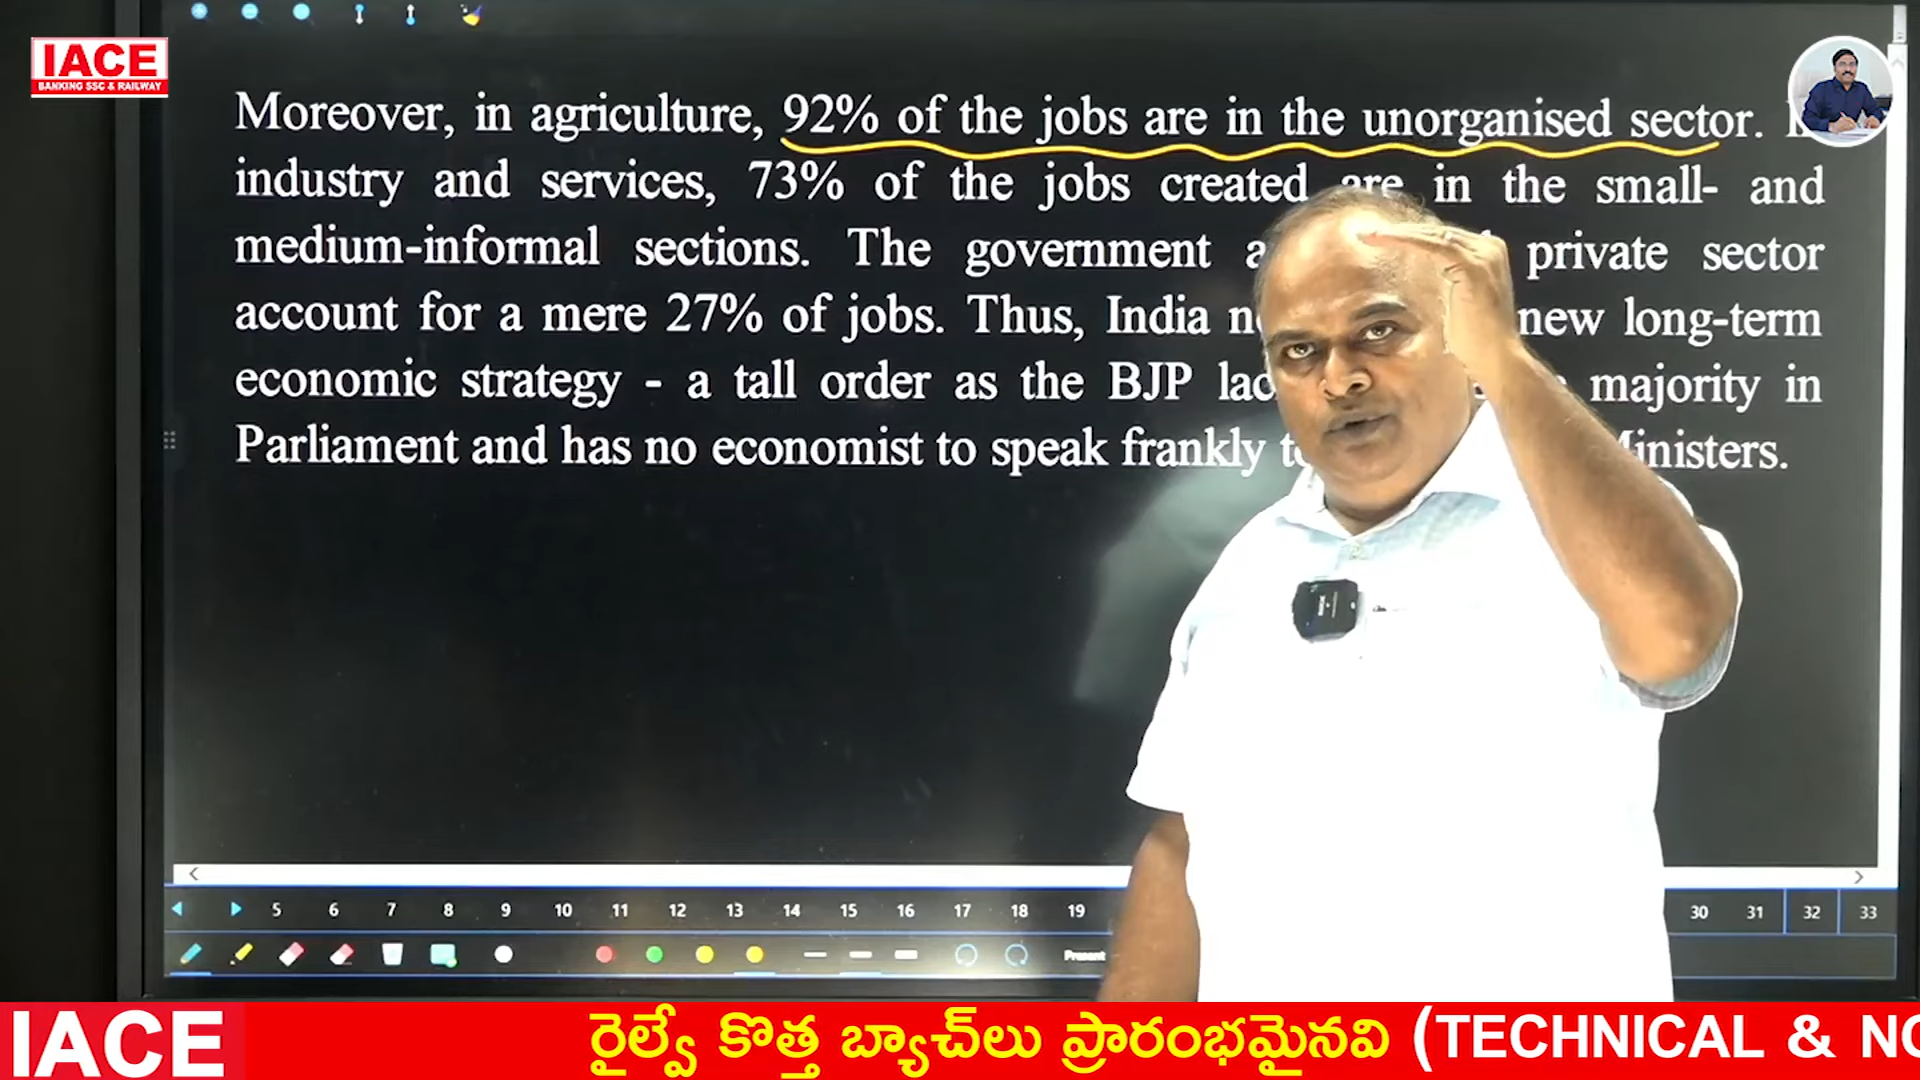 IACE
BANKING SSC & RAILWAY
Moreover, in agriculture, 92% of the jobs are in the unorganised sector.
industry and services, 73% of the jobs created are in the small- and
medium-informal sections. The government private sector
account for a mere 27% of jobs. Thus, India new long-term
economic strategy - a tall order as the BJP majority in
Parliament and has no economist to speak frankly
5 6 7 8 9 10 11 12 13 14 15 16 17 18 19 30 31 32 33
Present
IACE రైల్వే కొత్త బ్యాచ్‌లు ప్రారంభమైనవి (TECHNICAL &